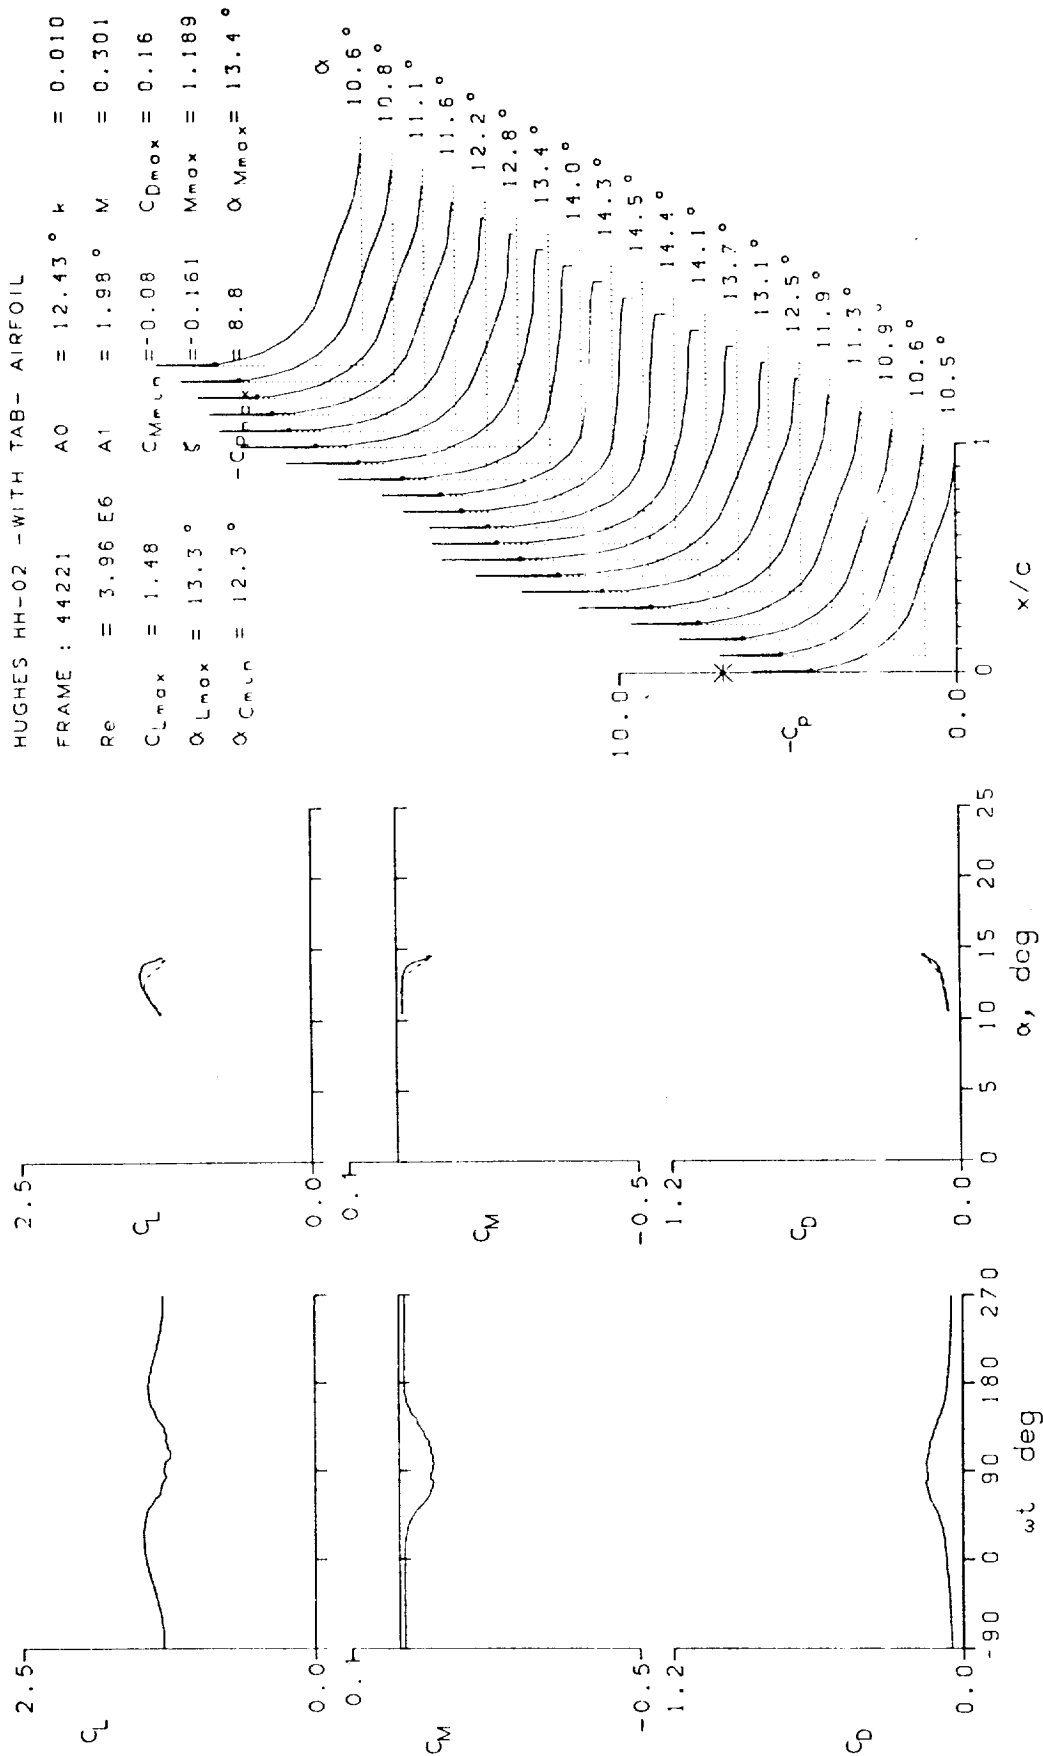 HUGHES HH-02 -WITH TAB- AIRFOIL
FRAME : 44221 A0 = 12.43° k = 0.010
Re = 3.96 E6 A1 = 1.98° M = 0.301
CLmax = 1.48 CMmin =-0.08 CDmax = 0.16
αLmax = 13.3° ζ =-0.161 Mmax = 1.189
αCmin = 12.3° =8.8 αMmax = 13.4°
α
10.6°
10.8°
11.1°
11.6°
12.2°
12.8°
13.4°
14.0°
14.3°
14.5°
14.4°
14.1°
13.7°
13.1°
12.5°
11.9°
11.3°
10.9°
10.6°
10.5°
10.0
-Cp
0.0
0 1
x/c
2.5
CL
0.0
0.1
CM
-0.5
1.2
CD
0.0
0 5 10 15 20 25
α, deg
2.5
CL
0.0
0.1
CM
-0.5
1.2
CD
0.0
-90 0 90 180 270
ωt deg